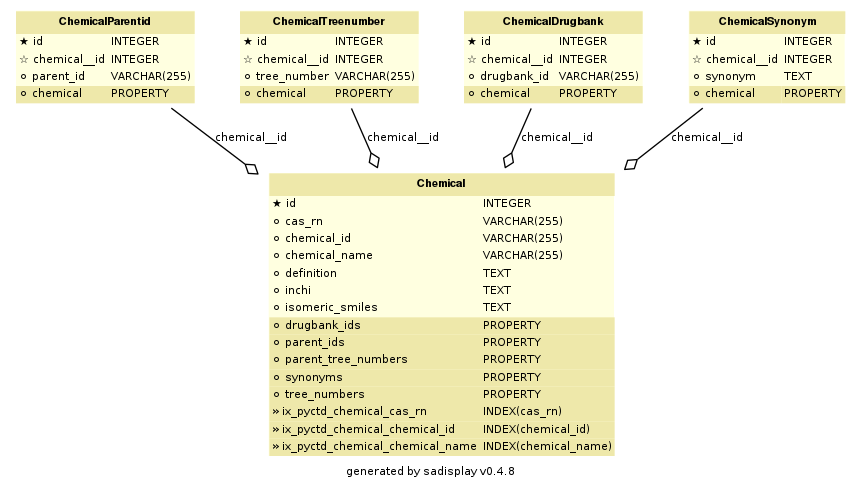 ChemicalParentid
★ id INTEGER
☆ chemical__id INTEGER
⚬ parent_id VARCHAR(255)
⚬ chemical PROPERTY
ChemicalTreenumber
★ id INTEGER
☆ chemical__id INTEGER
⚬ tree_number VARCHAR(255)
⚬ chemical PROPERTY
ChemicalDrugbank
★ id INTEGER
☆ chemical__id INTEGER
⚬ drugbank_id VARCHAR(255)
⚬ chemical PROPERTY
ChemicalSynonym
★ id INTEGER
☆ chemical__id INTEGER
⚬ synonym TEXT
⚬ chemical PROPERTY
chemical__id
chemical__id
chemical__id
chemical__id
Chemical
★ id INTEGER
⚬ cas_rn VARCHAR(255)
⚬ chemical_id VARCHAR(255)
⚬ chemical_name VARCHAR(255)
⚬ definition TEXT
⚬ inchi TEXT
⚬ isomeric_smiles TEXT
⚬ drugbank_ids PROPERTY
⚬ parent_ids PROPERTY
⚬ parent_tree_numbers PROPERTY
⚬ synonyms PROPERTY
⚬ tree_numbers PROPERTY
» ix_pyctd_chemical_cas_rn INDEX(cas_rn)
» ix_pyctd_chemical_chemical_id INDEX(chemical_id)
» ix_pyctd_chemical_chemical_name INDEX(chemical_name)
generated by sadisplay v0.4.8